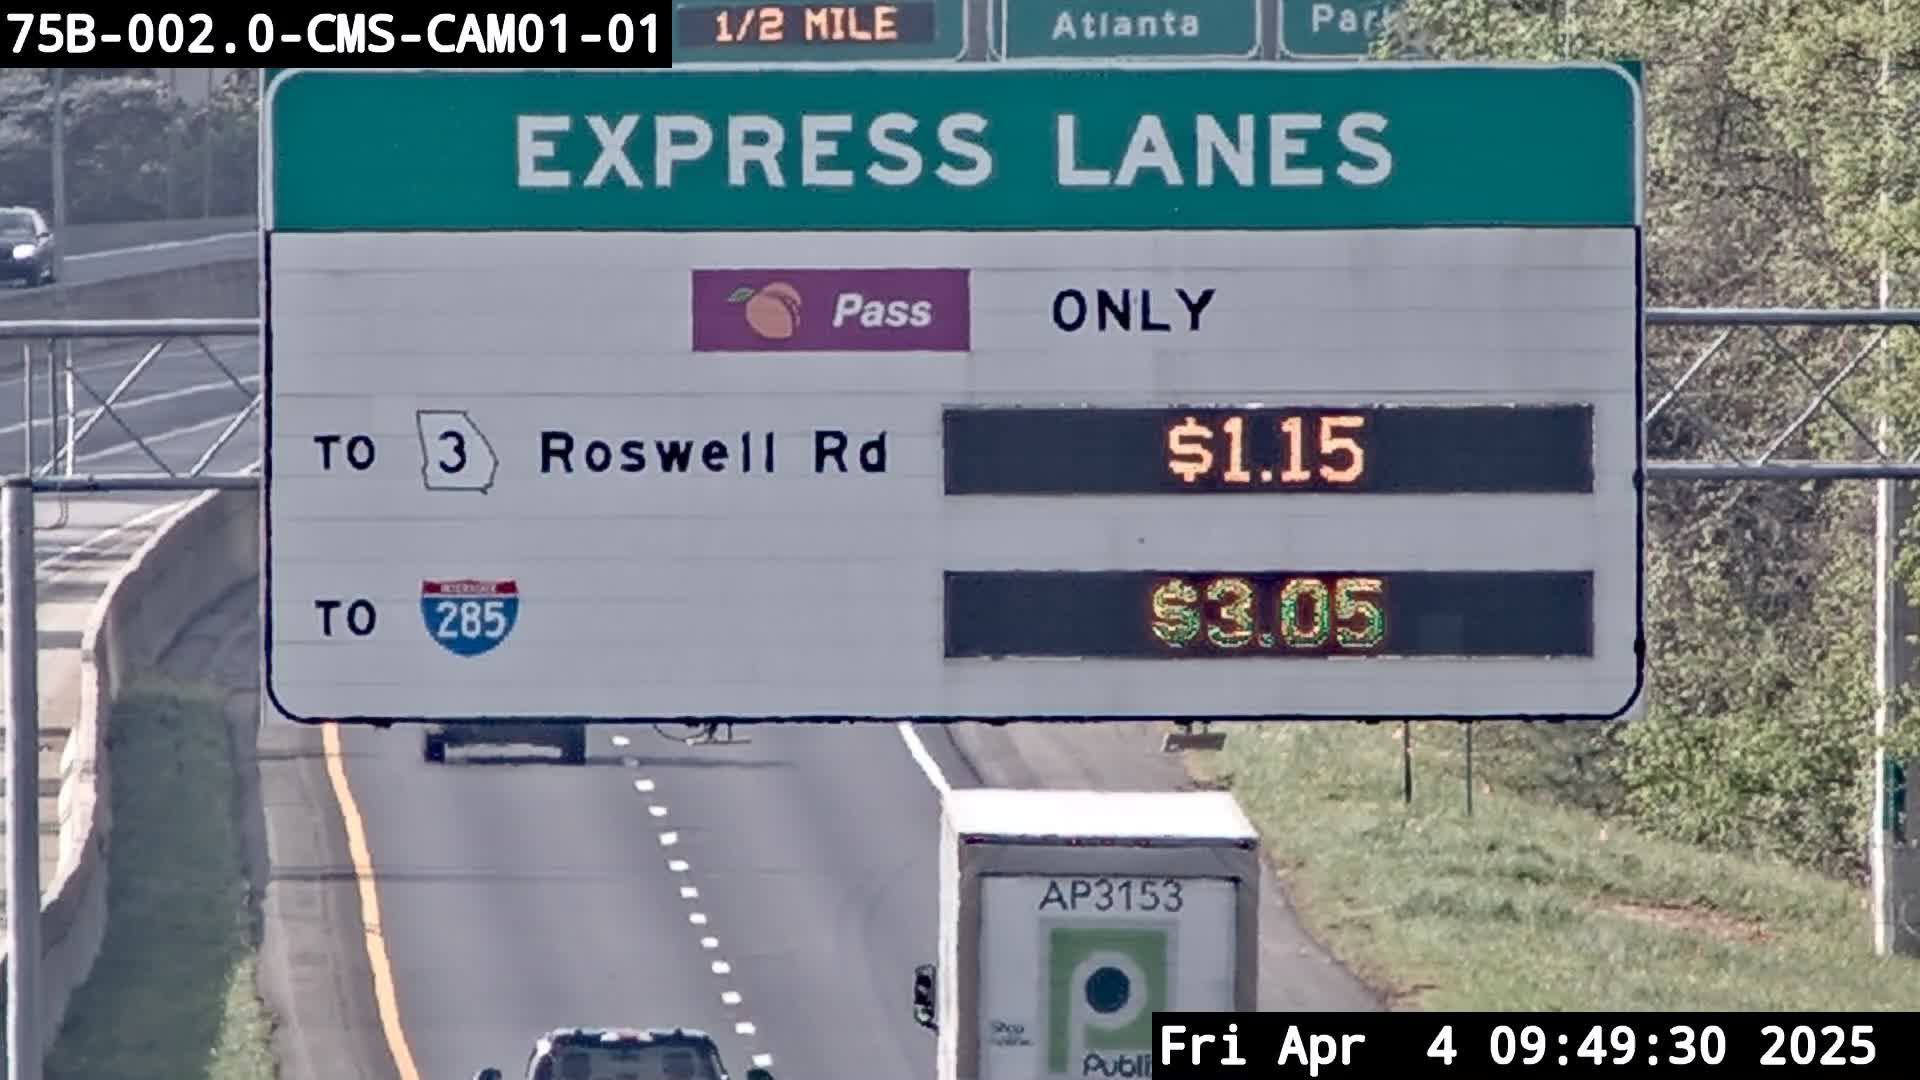 75B-002.0-CMS-CAM01-01
1/2 MILE
Atlanta
EXPRESS LANES
Pass ONLY
TO 3 Roswell Rd $1.15
TO INTERSTATE 285 $3.05
AP3153
Fri Apr 4 09:49:30 2025